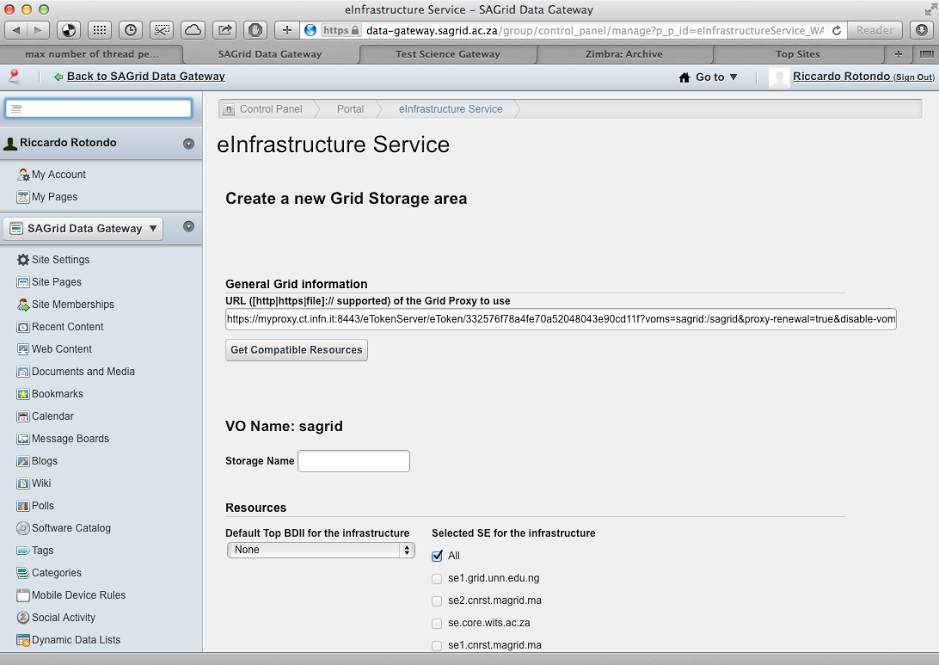 eInfrastructure Service – SAGrid Data Gateway
https data-gateway.sagrid.ac.za/group/control_panel/manage?p_p_id=eInfrastructureService_WA Reader
max number of thread pe... SAGrid Data Gateway Test Science Gateway Zimbra: Archive Top Sites
Back to SAGrid Data Gateway Go to ▼ Riccardo Rotondo (Sign Out)
Control Panel Portal eInfrastructure Service
Riccardo Rotondo
eInfrastructure Service
My Account
My Pages
Create a new Grid Storage area
SAGrid Data Gateway ▼
Site Settings
Site Pages
General Grid information
URL ([http|https|file]:// supported) of the Grid Proxy to use
Site Memberships
https://myproxy.ct.infn.it:8443/eTokenServer/eToken/332576f78a4fe70a52048043e90cd11f?voms=sagrid:/sagrid&proxy-renewal=true&disable-vom
Recent Content
Web Content
Get Compatible Resources
Documents and Media
Bookmarks
Calendar
VO Name: sagrid
Message Boards
Blogs
Storage Name
Wiki
Polls
Resources
Software Catalog
Default Top BDII for the infrastructure Selected SE for the infrastructure
Tags
None All
Categories
se1.grid.unn.edu.ng
Mobile Device Rules
se2.cnrst.magrid.ma
Social Activity
se.core.wits.ac.za
Dynamic Data Lists
se1.cnrst.magrid.ma